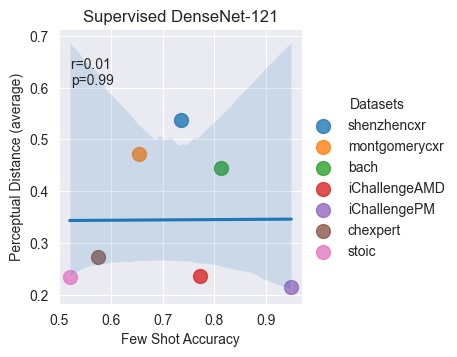 Supervised DenseNet-121
r=0.01
p=0.99
Perceptual Distance (average)
0.7
0.6
0.5
0.4
0.3
0.2
0.5 0.6 0.7 0.8 0.9
Few Shot Accuracy
Datasets
shenzhencxr
montgomerycxr
bach
iChallengeAMD
iChallengePM
chexpert
stoic